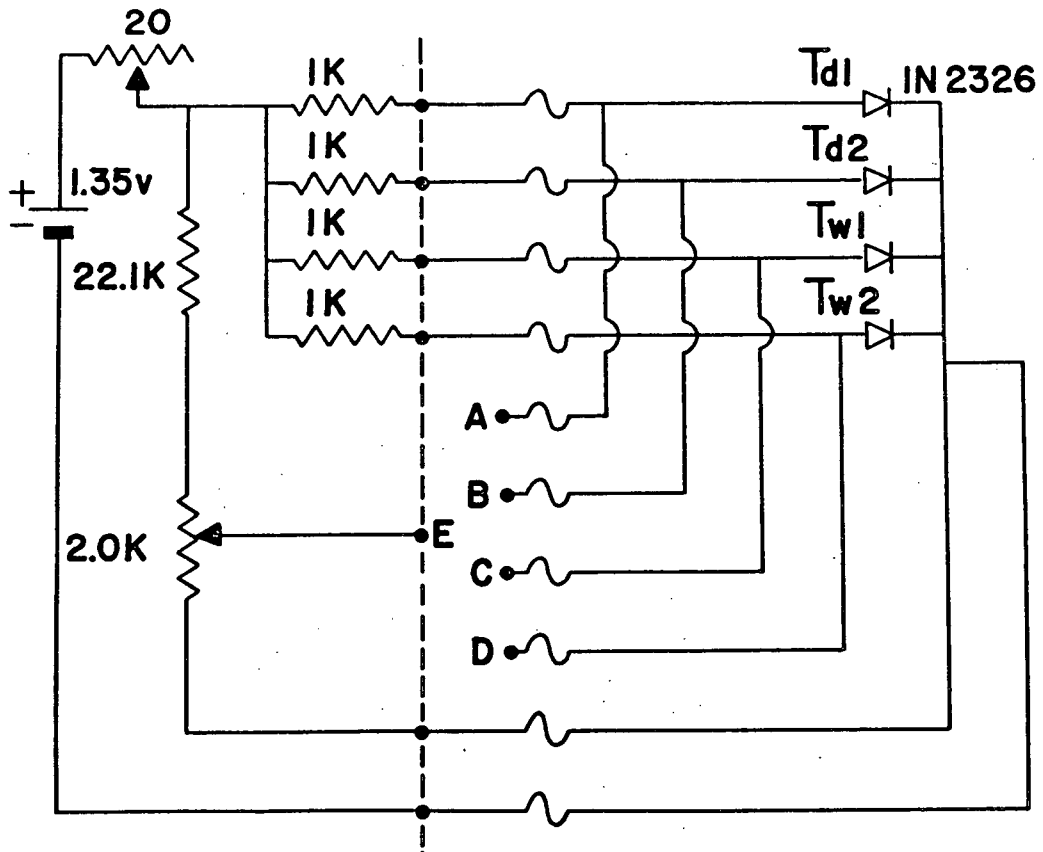 20
1K
Td1
IN 2326
1K
Td2
+
1.35v
-
1K
Tw1
22.1K
1K
Tw2
A
B
E
2.0K
C
D